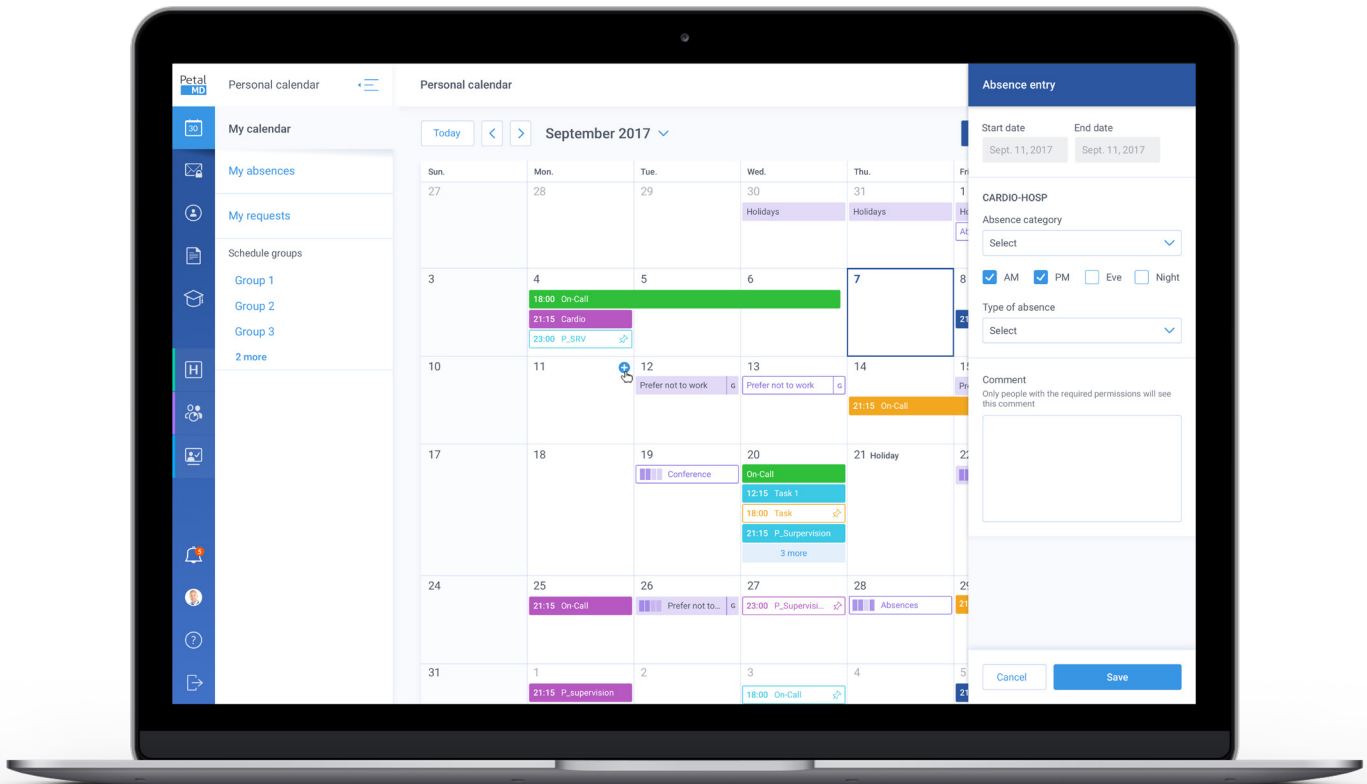 Petal
MD
Personal calendar
Personal calendar
Absence entry
30
My calendar
My absences
My requests
Schedule groups
Group 1
Group 2
Group 3
2 more
H
5
?
Today
September 2017
Sun.
Mon.
Tue.
Wed.
Thu.
27
28
29
30
31
Holidays
Holidays
3
4
5
6
7
8
18:00 On-Call
21:15 Cardio
23:00 P_SRV
21
10
11
12
13
14
Prefer not to work G
Prefer not to work G
21:15 On-Call
17
18
19
20
21 Holiday
Conference
On-Call
12:15 Task 1
18:00 Task
21:15 P_Surpervision
3 more
24
25
26
27
28
21:15 On-Call
Prefer not to... G
23:00 P_Supervisi...
Absences
21
31
1
2
3
4
5
21:15 P_supervision
18:00 On-Call
21
Start date
End date
Sept. 11, 2017
Sept. 11, 2017
CARDIO-HOSP
Absence category
Select
AM
PM
Eve
Night
Type of absence
Select
Comment
Only people with the required permissions will see
this comment
Cancel
Save